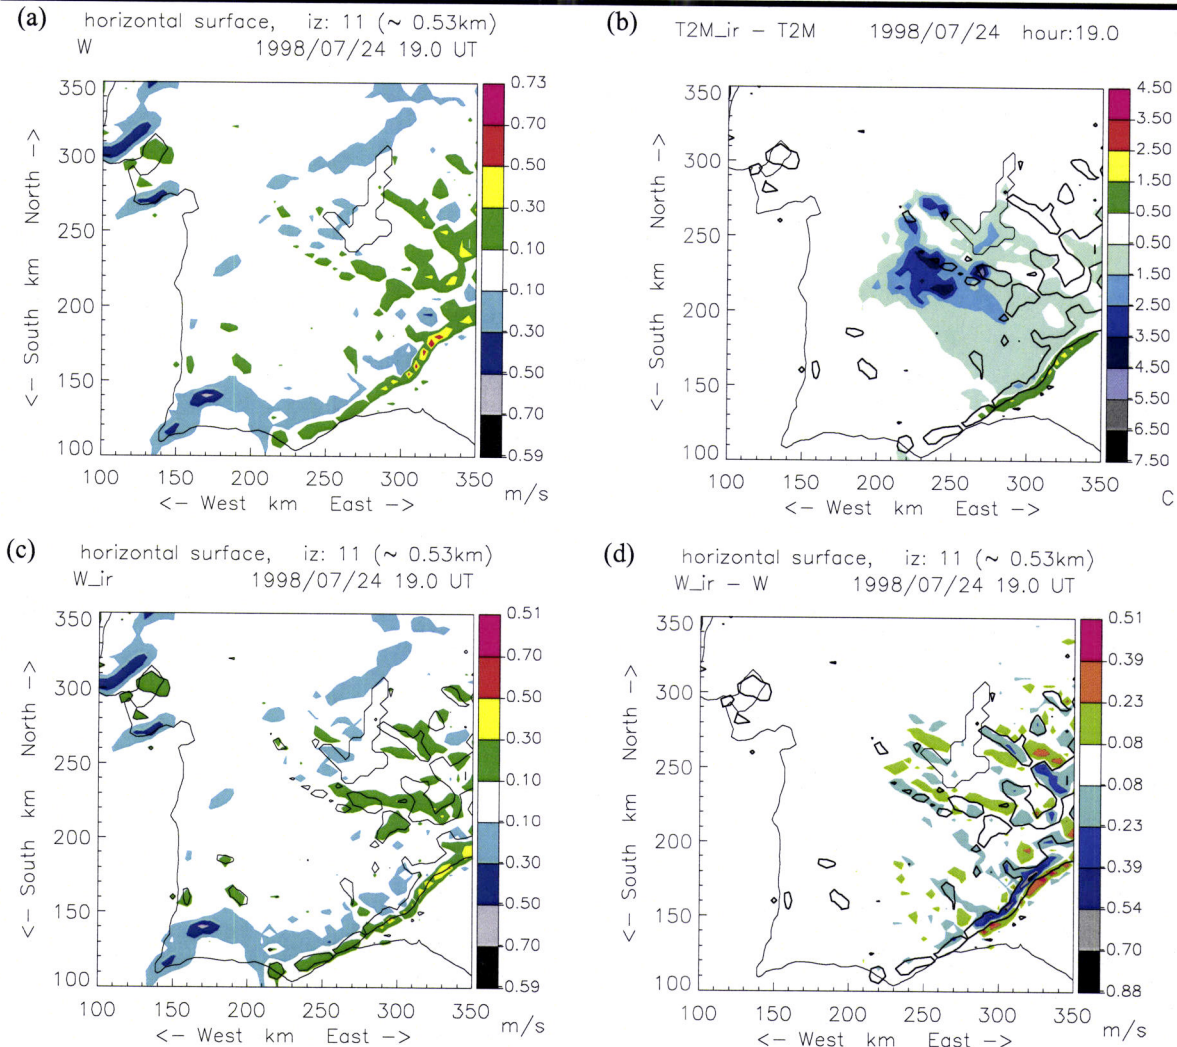 (a)
horizontal surface, iz: 11 (~ 0.53km)
W 1998/07/24 19.0 UT
350
300
250
200
150
100
<- South km North ->
100 150 200 250 300 350
<- West km East ->
0.73
0.70
0.50
0.30
0.10
0.10
0.30
0.50
0.70
0.59
m/s
(b)
T2M_ir - T2M 1998/07/24 hour:19.0
350
300
250
200
150
100
<- South km North ->
100 150 200 250 300 350
<- West km East ->
4.50
3.50
2.50
1.50
0.50
0.50
1.50
2.50
3.50
4.50
5.50
6.50
7.50
C
(c)
horizontal surface, iz: 11 (~ 0.53km)
W_ir 1998/07/24 19.0 UT
350
300
250
200
150
100
<- South km North ->
100 150 200 250 300 350
<- West km East ->
0.51
0.70
0.50
0.30
0.10
0.10
0.30
0.50
0.70
0.59
m/s
(d)
horizontal surface, iz: 11 (~ 0.53km)
W_ir - W 1998/07/24 19.0 UT
350
300
250
200
150
100
<- South km North ->
100 150 200 250 300 350
<- West km East ->
0.51
0.39
0.23
0.08
0.08
0.23
0.39
0.54
0.70
0.88
m/s